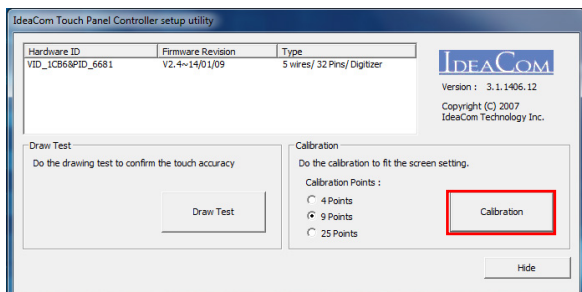 IdeaCom Touch Panel Controller setup utility
Hardware ID Firmware Revision Type
VID_1CB6&PID_6681 V2.4~14/01/09 5 wires/ 32 Pins/ Digitizer
IDEACOM
Version : 3.1.1406.12
Copyright (C) 2007
IdeaCom Technology Inc.
Draw Test
Do the drawing test to confirm the touch accuracy
Draw Test
Calibration
Do the calibration to fit the screen setting.
Calibration Points :
4 Points
9 Points
25 Points
Calibration
Hide